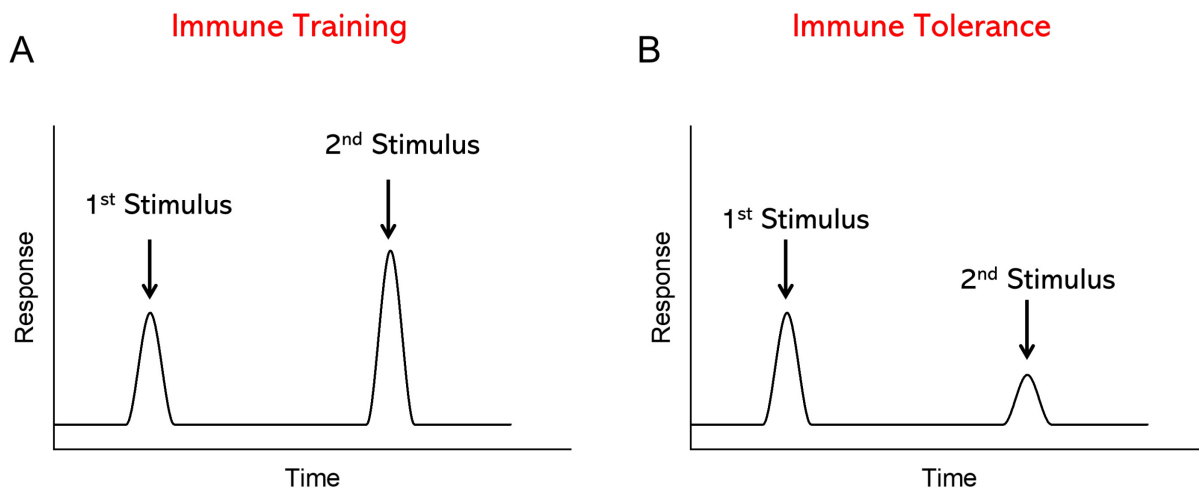 Immune Training
A
2nd Stimulus
1st Stimulus
Response
Time
Immune Tolerance
B
1st Stimulus
2nd Stimulus
Response
Time